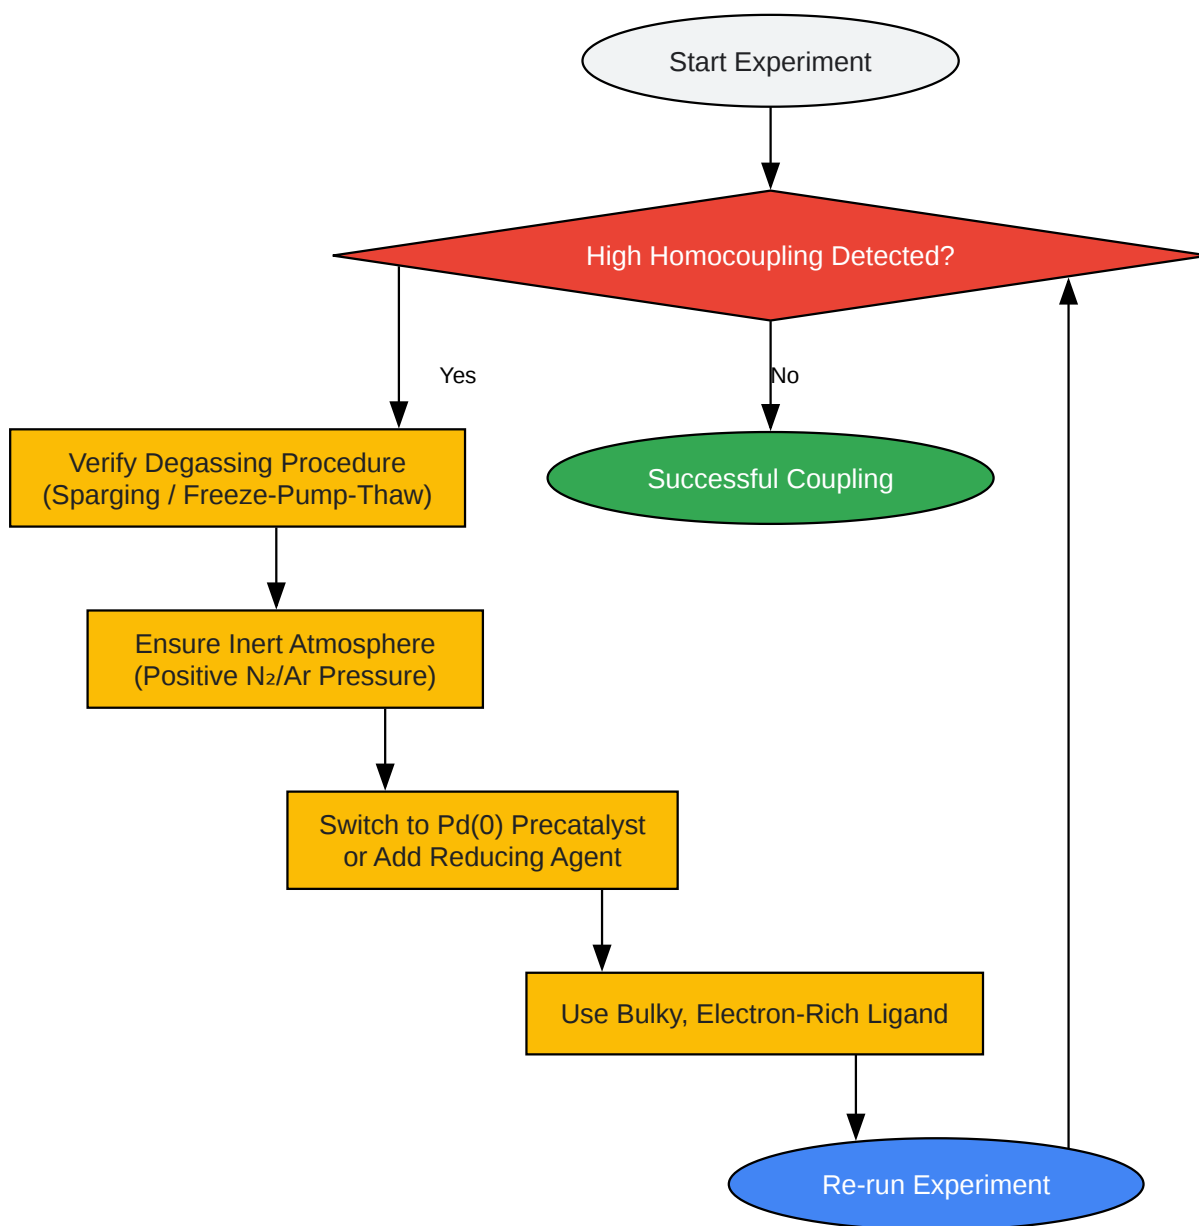 Start Experiment
High Homocoupling Detected?
Yes
No
Verify Degassing Procedure
(Sparging / Freeze-Pump-Thaw)
Successful Coupling
Ensure Inert Atmosphere
(Positive N₂/Ar Pressure)
Switch to Pd(0) Precatalyst
or Add Reducing Agent
Use Bulky, Electron-Rich Ligand
Re-run Experiment